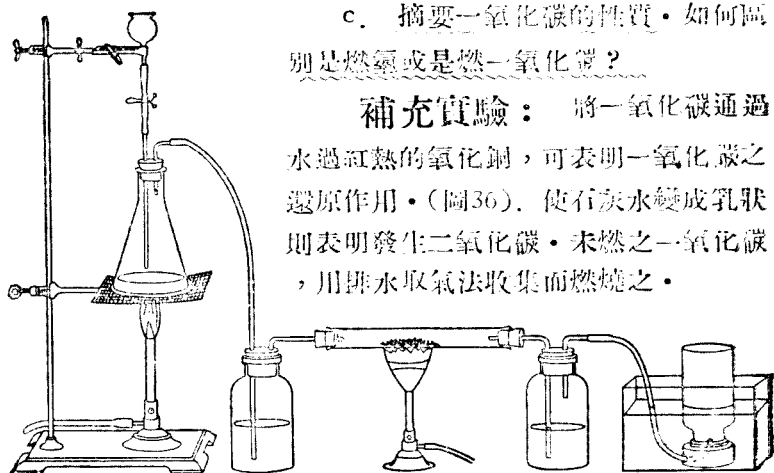 c. 摘要一氧化碳的性質·如何區
別是燃氫或是燃一氧化碳?
補充實驗: 將一氧化碳通過
水過紅熱的氧化銅,可表明一氧化碳之
還原作用·(圖36). 使石灰水變成乳狀
則表明發生二氧化碳·未燃之一氧化碳
,用排水取氣法收集而燃燒之·